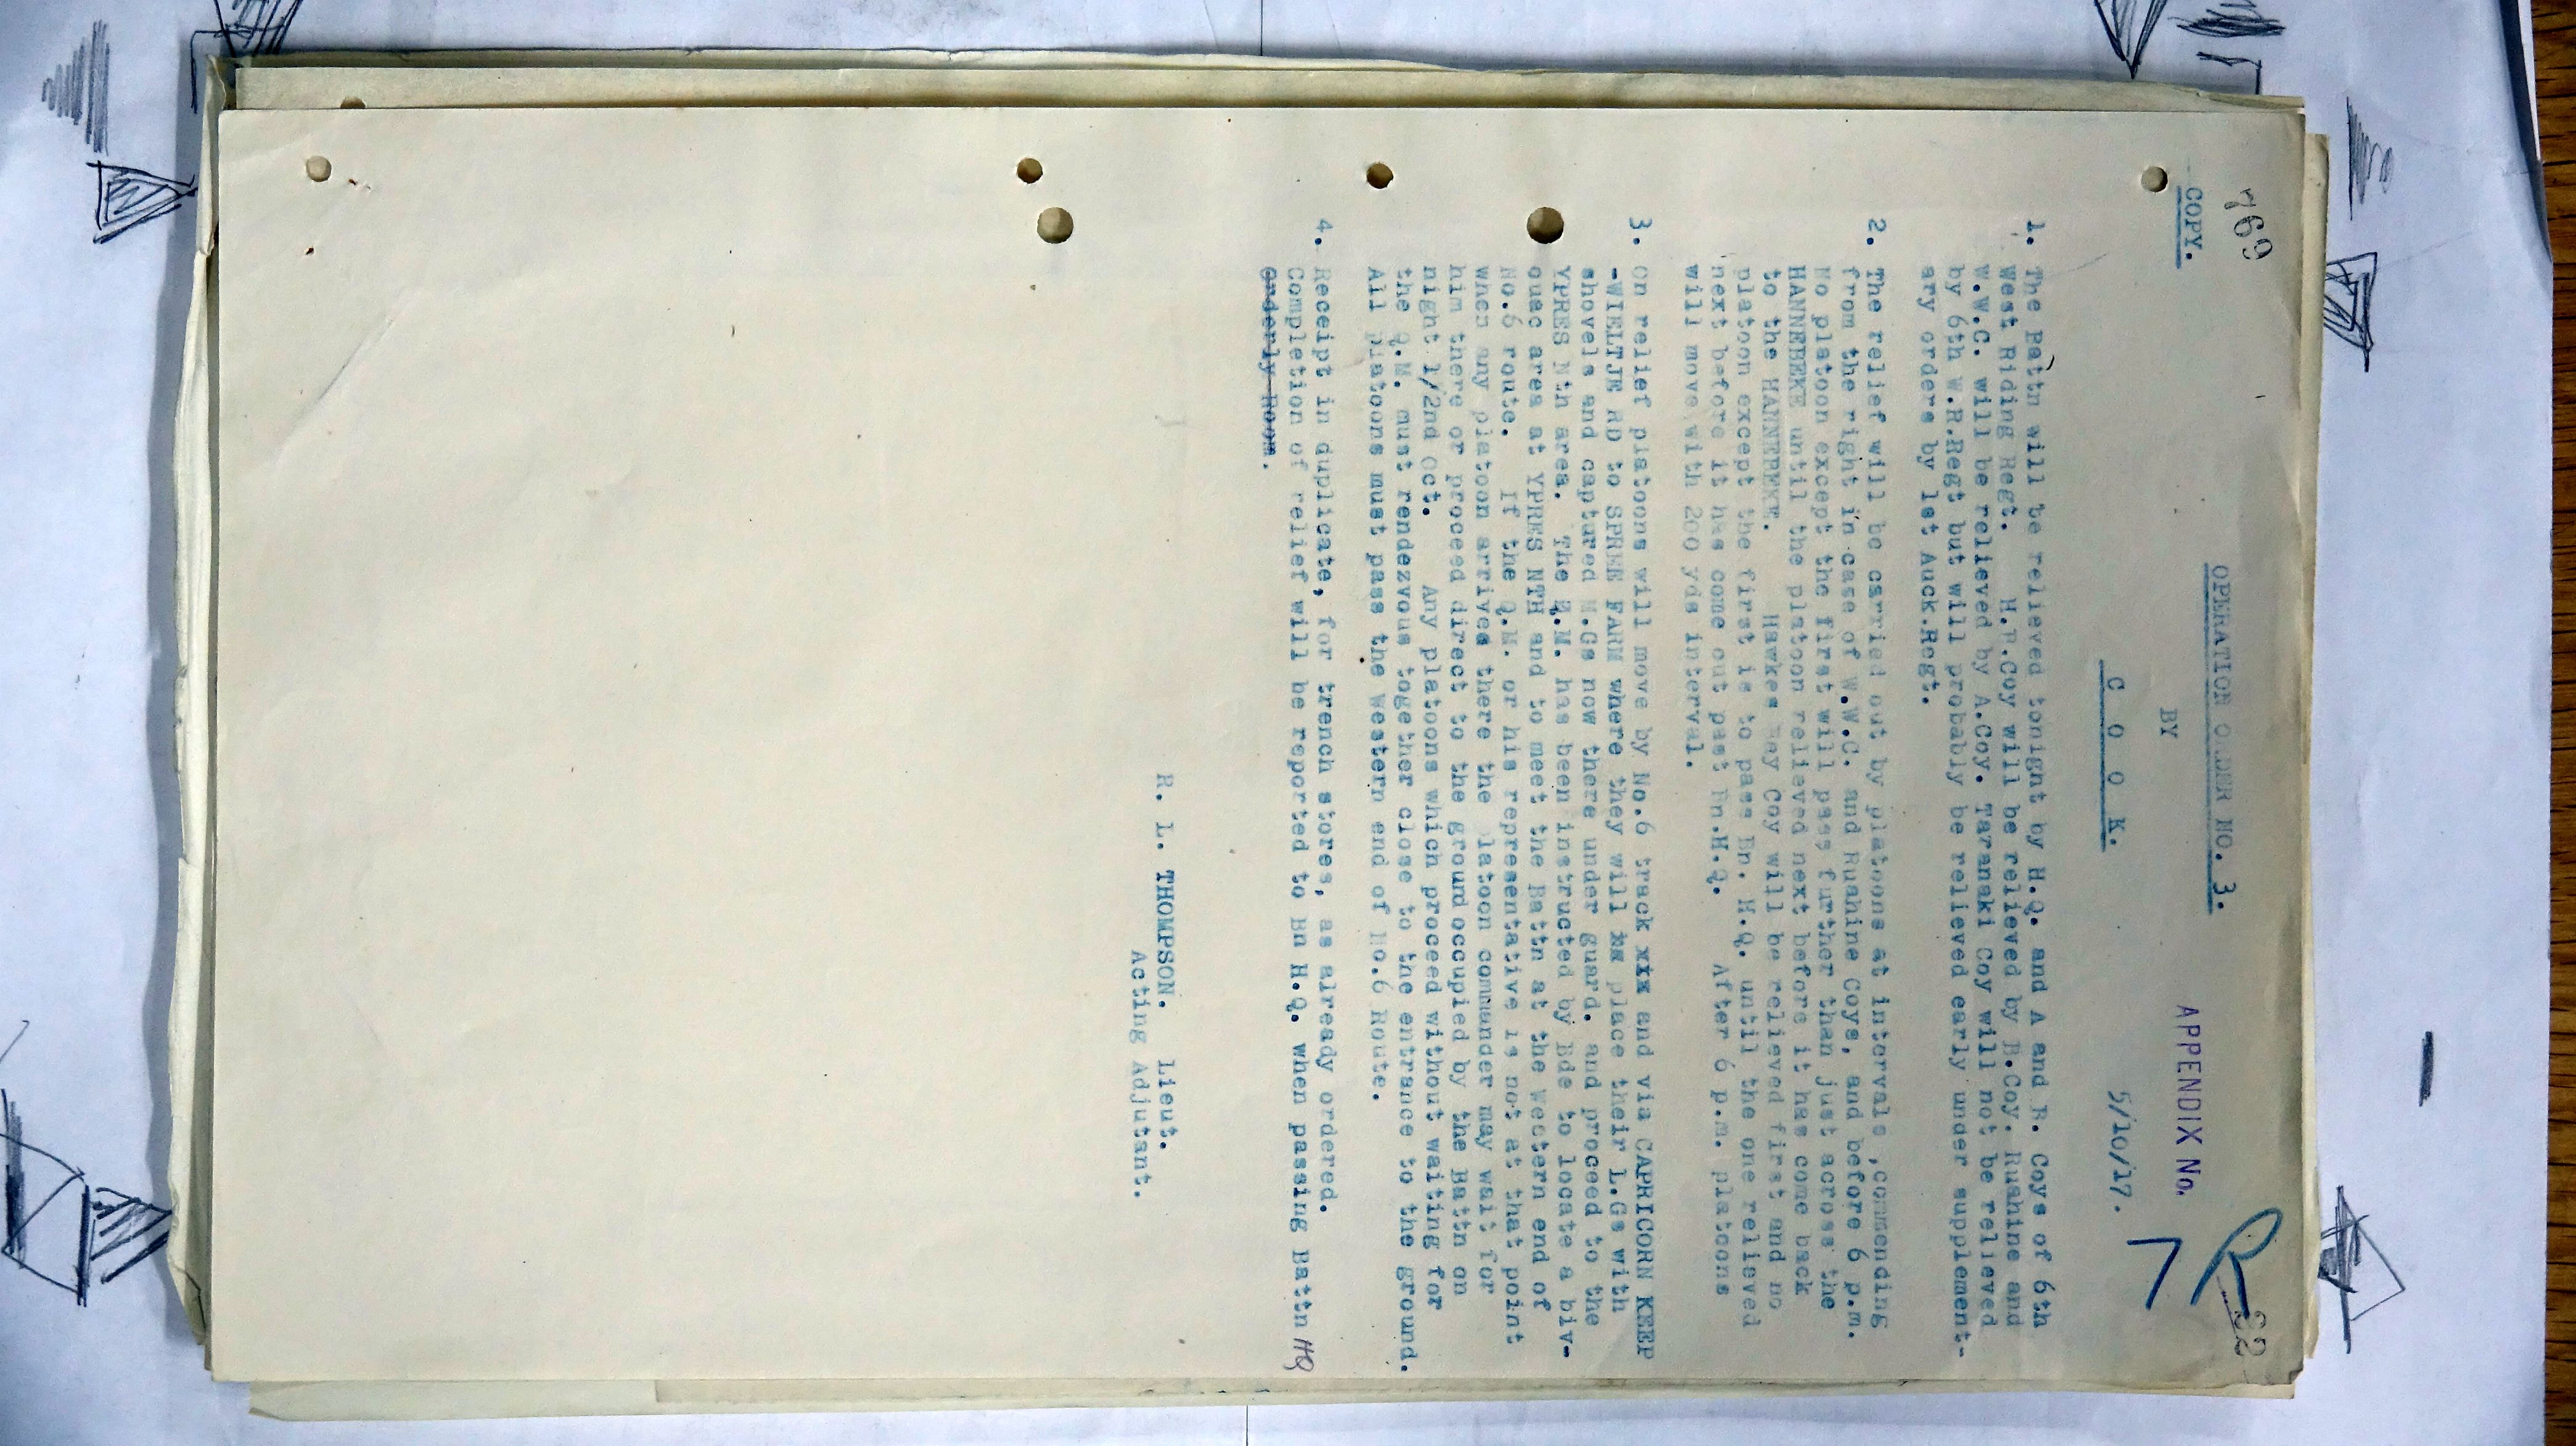 769
R 82
COPY.
OPERATION ORDER NO. 3.
APPENDIX No. 7
BY
C O O K.
5/10/17.
1. The Battn will be relieved tonight by H.Q. and A and B. Coys of 6th
West Riding Regt. H.B.Coy will be relieved by B.Coy. Ruahine and
W.W.C. will be relieved by A.Coy. Taranaki Coy will not be relieved
by 6th W.R.Regt but will probably be relieved early under supplement-
ary orders by 1st Auck.Regt.
2. The relief will be carried out by platoons at intervals ,commending
from the right in case of W.W.C. and Ruahine Coys, and before 6 p.m.
No platoon except the first will pass further than just across the
HANNEBEKE until the platoon relieved next before it has come back
to the HANNEBEKE. Hawkes Bay Coy will be relieved first and no
platoon except the first is to pass Bn. H.Q. until the one relieved
next before it has come out past Bn.H.Q. After 6 p.m. platoons
will move with 200 yds interval.
3. On relief platoons will move by No.6 track xix and via CAPRICORN KEEP
-WIELTJE RD to SPREE FARM where they will place their L.Gs with
shovels and captured M.Gs now there under guard. and proceed to the
YPRES Nth area. The Q.M. has been instructed by Bde to locate a biv-
ouac area at YPRES NTH and to meet the Battn at the Western end of
No.6 route. If the Q.M. or his representative is not at that point
when any platoon arrives there the platoon commander may wait for
him there or proceed direct to the ground occupied by the Battn on
night 1/2nd Oct. Any platoons which proceed without waiting for
the Q.M. must rendezvous together close to the entrance to the ground.
All platoons must pass the Western end of No.6 Route.
4. Receipt in duplicate, for trench stores, as already ordered.
Completion of relief will be reported to Bn H.Q. when passing Battn HQ
Orderly Room.
R. L. THOMPSON. Lieut.
Acting Adjutant.